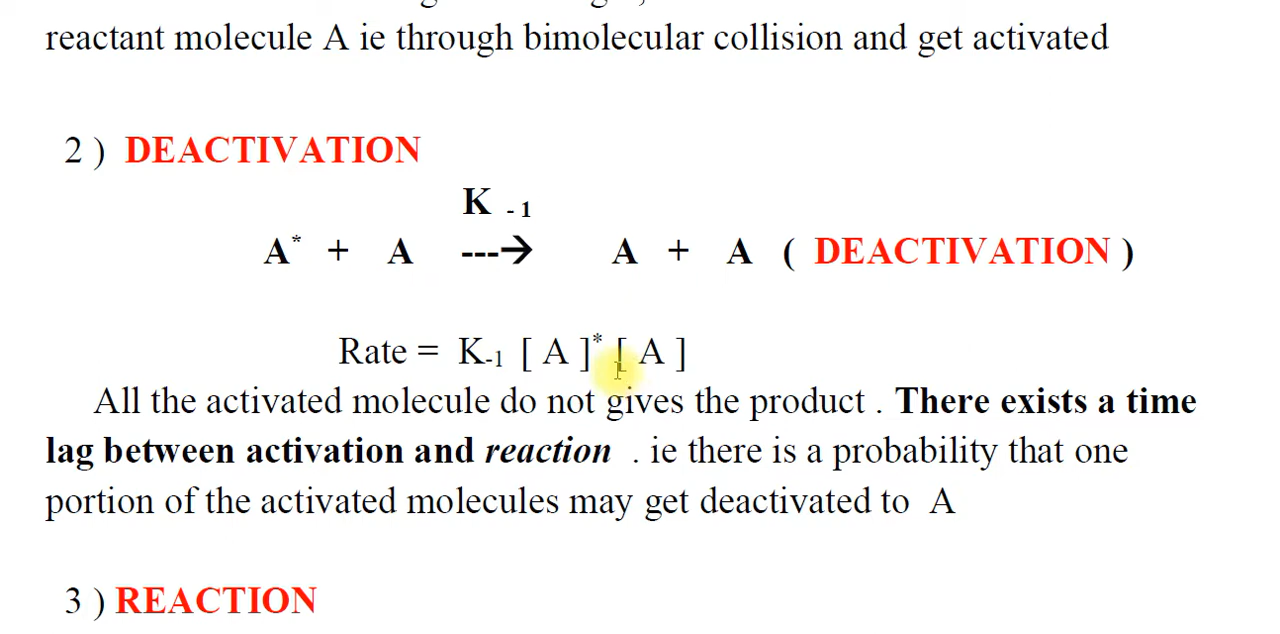 reactant molecule A ie through bimolecular collision and get activated
2 ) DEACTIVATION
K -1
A* + A ---→ A + A ( DEACTIVATION )
Rate = K-1 [ A ]* [ A ]
All the activated molecule do not gives the product . There exists a time
lag between activation and reaction . ie there is a probability that one
portion of the activated molecules may get deactivated to A
3 ) REACTION